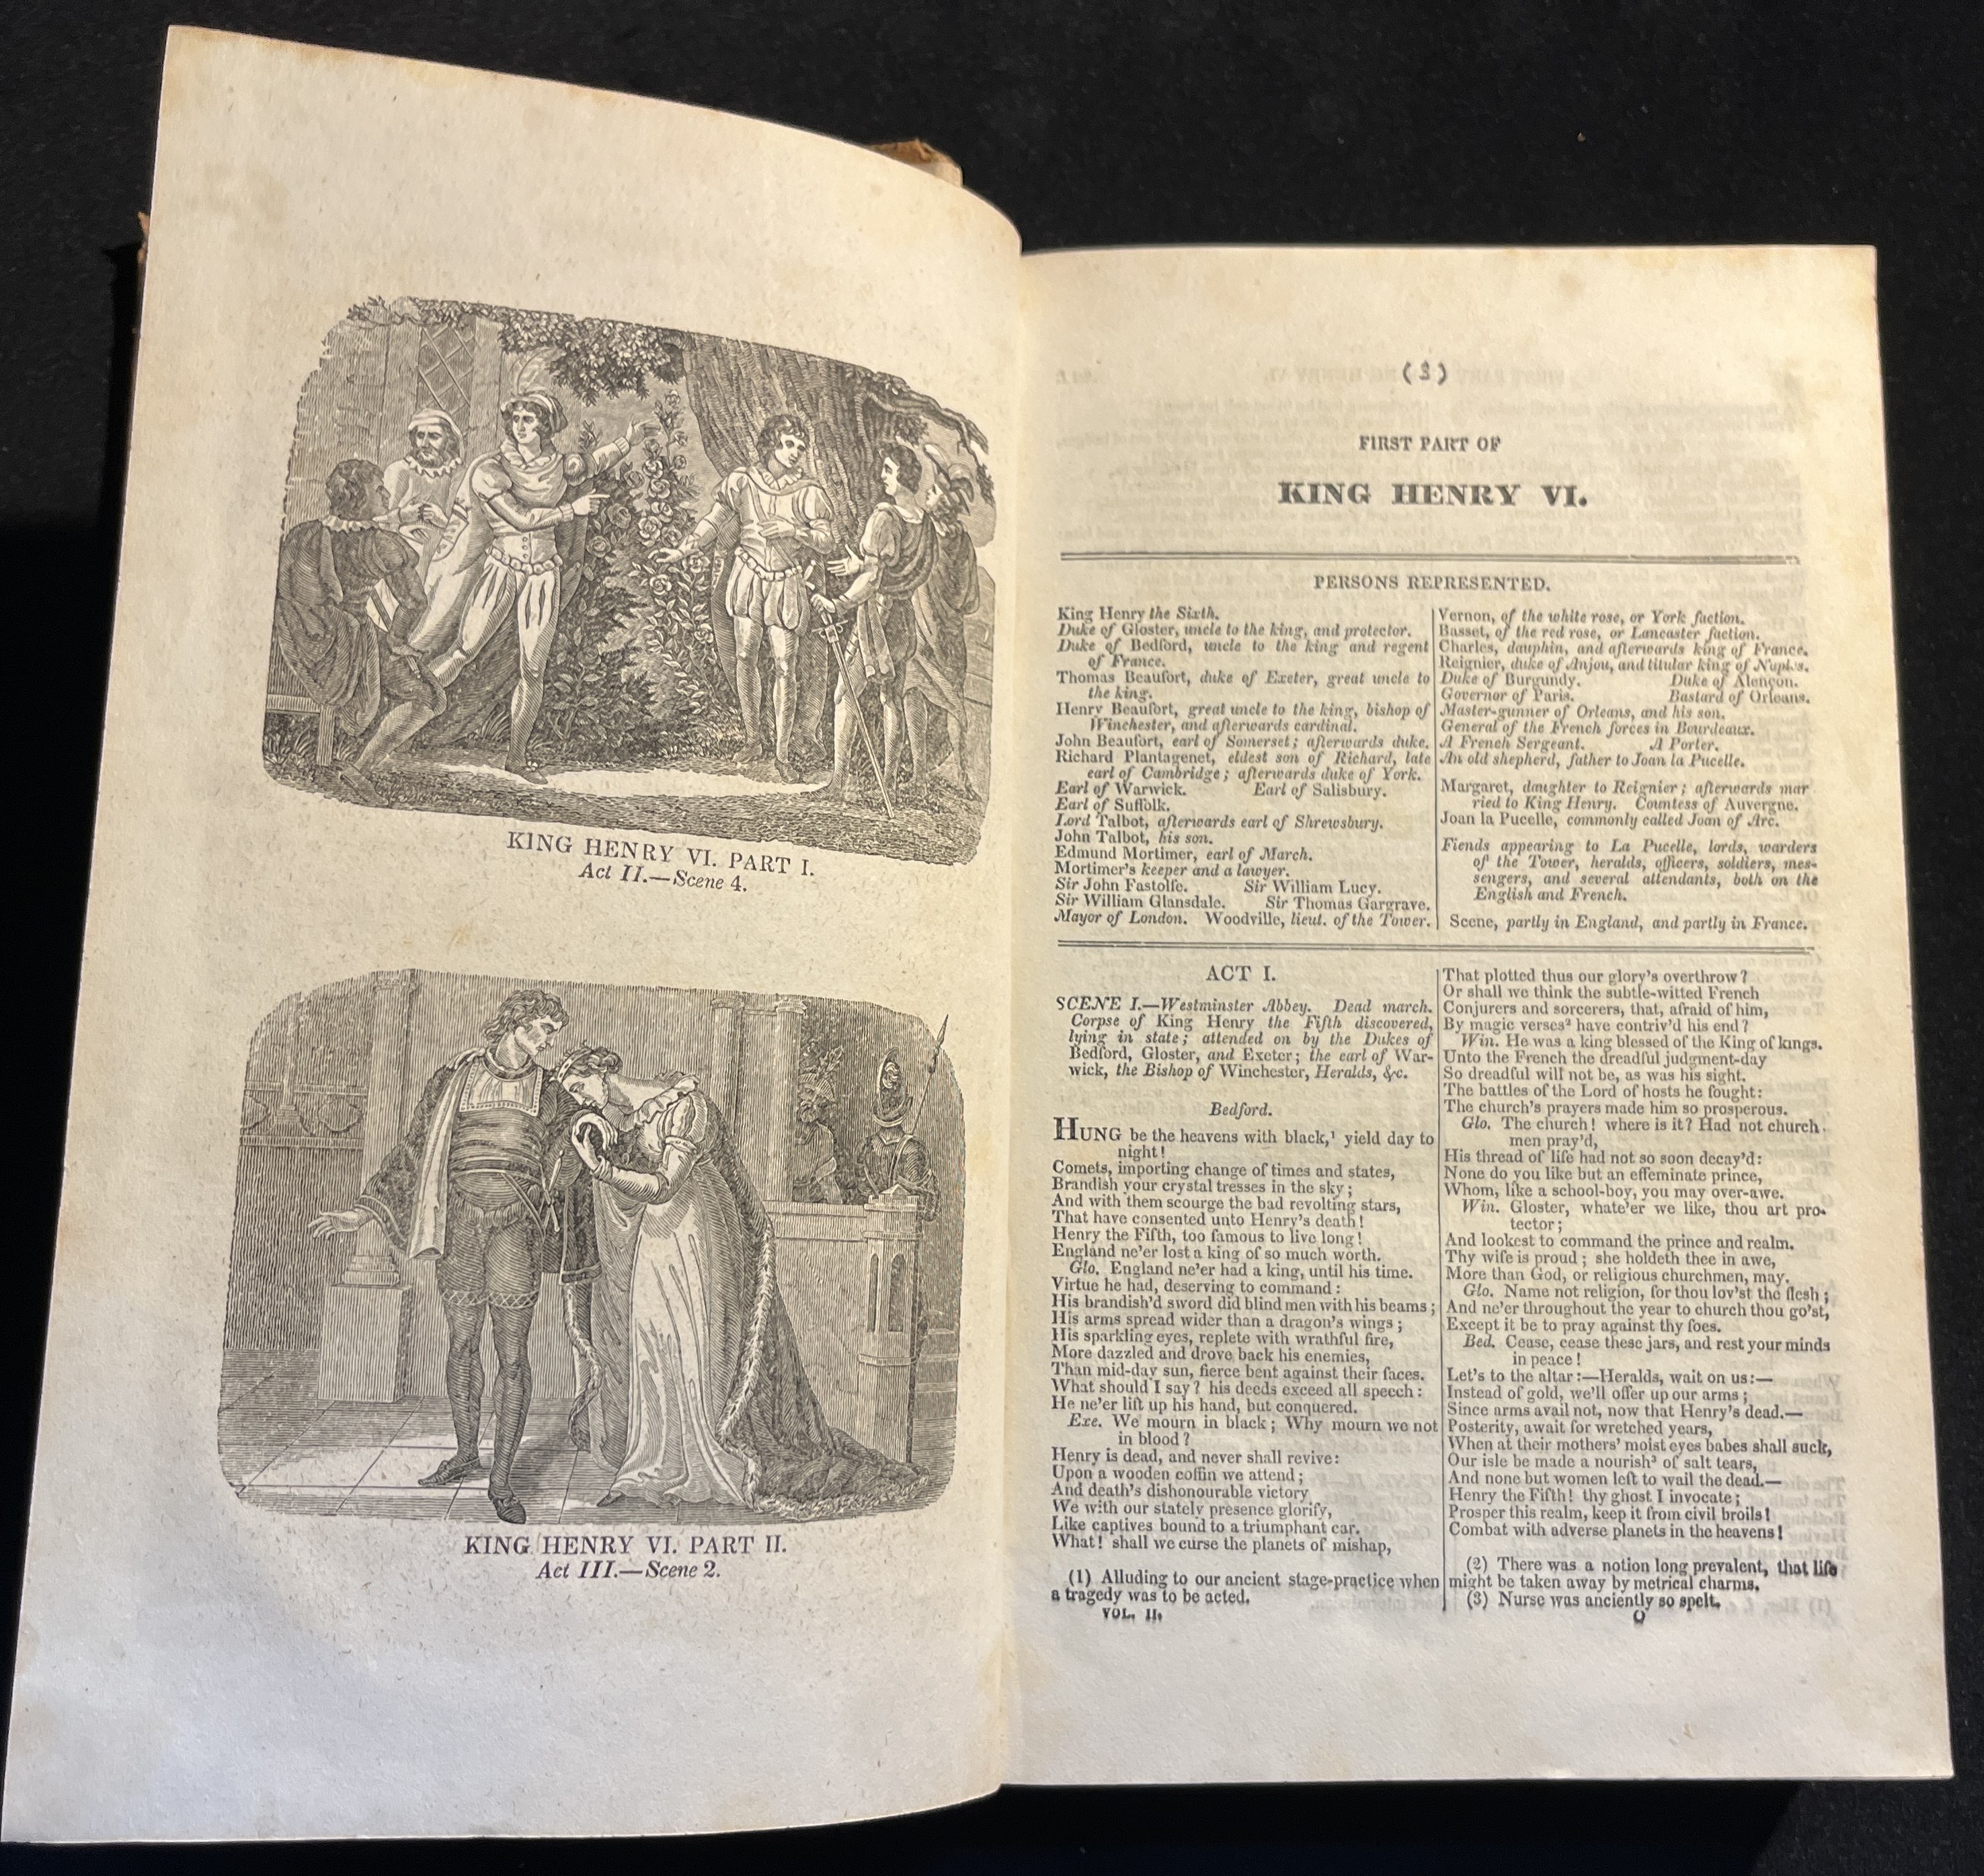 KING HENRY VI. PART I.
Act II.—Scene 4.
KING HENRY VI. PART II.
Act III.—Scene 2.
(3)
FIRST PART OF
KING HENRY VI.
PERSONS REPRESENTED.
King Henry the Sixth.
Duke of Gloster, uncle to the king, and protector.
Duke of Bedford, uncle to the king and regent
of France.
Thomas Beaufort, duke of Exeter, great uncle to
the king.
Henry Beaufort, great uncle to the king, bishop of
Winchester, and afterwards cardinal.
John Beaufort, earl of Somerset; afterwards duke.
Richard Plantagenet, eldest son of Richard, late
earl of Cambridge; afterwards duke of York.
Earl of Warwick. Earl of Salisbury.
Earl of Suffolk.
Lord Talbot, afterwards earl of Shrewsbury.
John Talbot, his son.
Edmund Mortimer, earl of March.
Mortimer's keeper and a lawyer.
Sir John Fastolfe. Sir William Lucy.
Sir William Glansdale. Sir Thomas Gargrave.
Mayor of London. Woodville, lieut. of the Tower.
Vernon, of the white rose, or York faction.
Basset, of the red rose, or Lancaster faction.
Charles, dauphin, and afterwards king of France.
Reignier, duke of Anjou, and titular king of Naples.
Duke of Burgundy. Duke of Alençon.
Governor of Paris. Bastard of Orleans.
Master-gunner of Orleans, and his son.
General of the French forces in Bourdeaux.
A French Sergeant. A Porter.
An old shepherd, father to Joan la Pucelle.
Margaret, daughter to Reignier; afterwards mar
ried to King Henry. Countess of Auvergne.
Joan la Pucelle, commonly called Joan of Arc.
Fiends appearing to La Pucelle, lords, warders
of the Tower, heralds, officers, soldiers, mes-
sengers, and several attendants, both on the
English and French.
Scene, partly in England, and partly in France.
ACT I.
SCENE I.—Westminster Abbey. Dead march.
Corpse of King Henry the Fifth discovered,
lying in state; attended on by the Dukes of
Bedford, Gloster, and Exeter; the earl of War-
wick, the Bishop of Winchester, Heralds, &c.
Bedford.
HUNG be the heavens with black,¹ yield day to
night!
Comets, importing change of times and states,
Brandish your crystal tresses in the sky;
And with them scourge the bad revolting stars,
That have consented unto Henry's death!
Henry the Fifth, too famous to live long!
England ne'er lost a king of so much worth.
Glo. England ne'er had a king, until his time.
Virtue he had, deserving to command:
His brandish'd sword did blind men with his beams;
His arms spread wider than a dragon's wings;
His sparkling eyes, replete with wrathful fire,
More dazzled and drove back his enemies,
Than mid-day sun, fierce bent against their faces.
What should I say? his deeds exceed all speech:
He ne'er lift up his hand, but conquered.
Exe. We mourn in black; Why mourn we not
in blood?
Henry is dead, and never shall revive:
Upon a wooden coffin we attend;
And death's dishonourable victory
We with our stately presence glorify,
Like captives bound to a triumphant car.
What! shall we curse the planets of mishap,
(1) Alluding to our ancient stage-practice when
a tragedy was to be acted.
VOL. II.
That plotted thus our glory's overthrow?
Or shall we think the subtle-witted French
Conjurers and sorcerers, that, afraid of him,
By magic verses² have contriv'd his end?
Win. He was a king blessed of the King of kings.
Unto the French the dreadful judgment-day
So dreadful will not be, as was his sight.
The battles of the Lord of hosts he fought:
The church's prayers made him so prosperous.
Glo. The church! where is it? Had not church-
men pray'd,
His thread of life had not so soon decay'd:
None do you like but an effeminate prince,
Whom, like a school-boy, you may over-awe.
Win. Gloster, whate'er we like, thou art pro-
tector;
And lookest to command the prince and realm.
Thy wife is proud; she holdeth thee in awe,
More than God, or religious churchmen, may.
Glo. Name not religion, for thou lov'st the flesh;
And ne'er throughout the year to church thou go'st,
Except it be to pray against thy foes.
Bed. Cease, cease these jars, and rest your minds
in peace!
Let's to the altar:—Heralds, wait on us:—
Instead of gold, we'll offer up our arms;
Since arms avail not, now that Henry's dead.—
Posterity, await for wretched years,
When at their mothers' moist eyes babes shall suck,
Our isle be made a nourish³ of salt tears,
And none but women left to wail the dead.—
Henry the Fifth! thy ghost I invocate;
Prosper this realm, keep it from civil broils!
Combat with adverse planets in the heavens!
(2) There was a notion long prevalent, that life
might be taken away by metrical charms.
(3) Nurse was anciently so spelt.
O